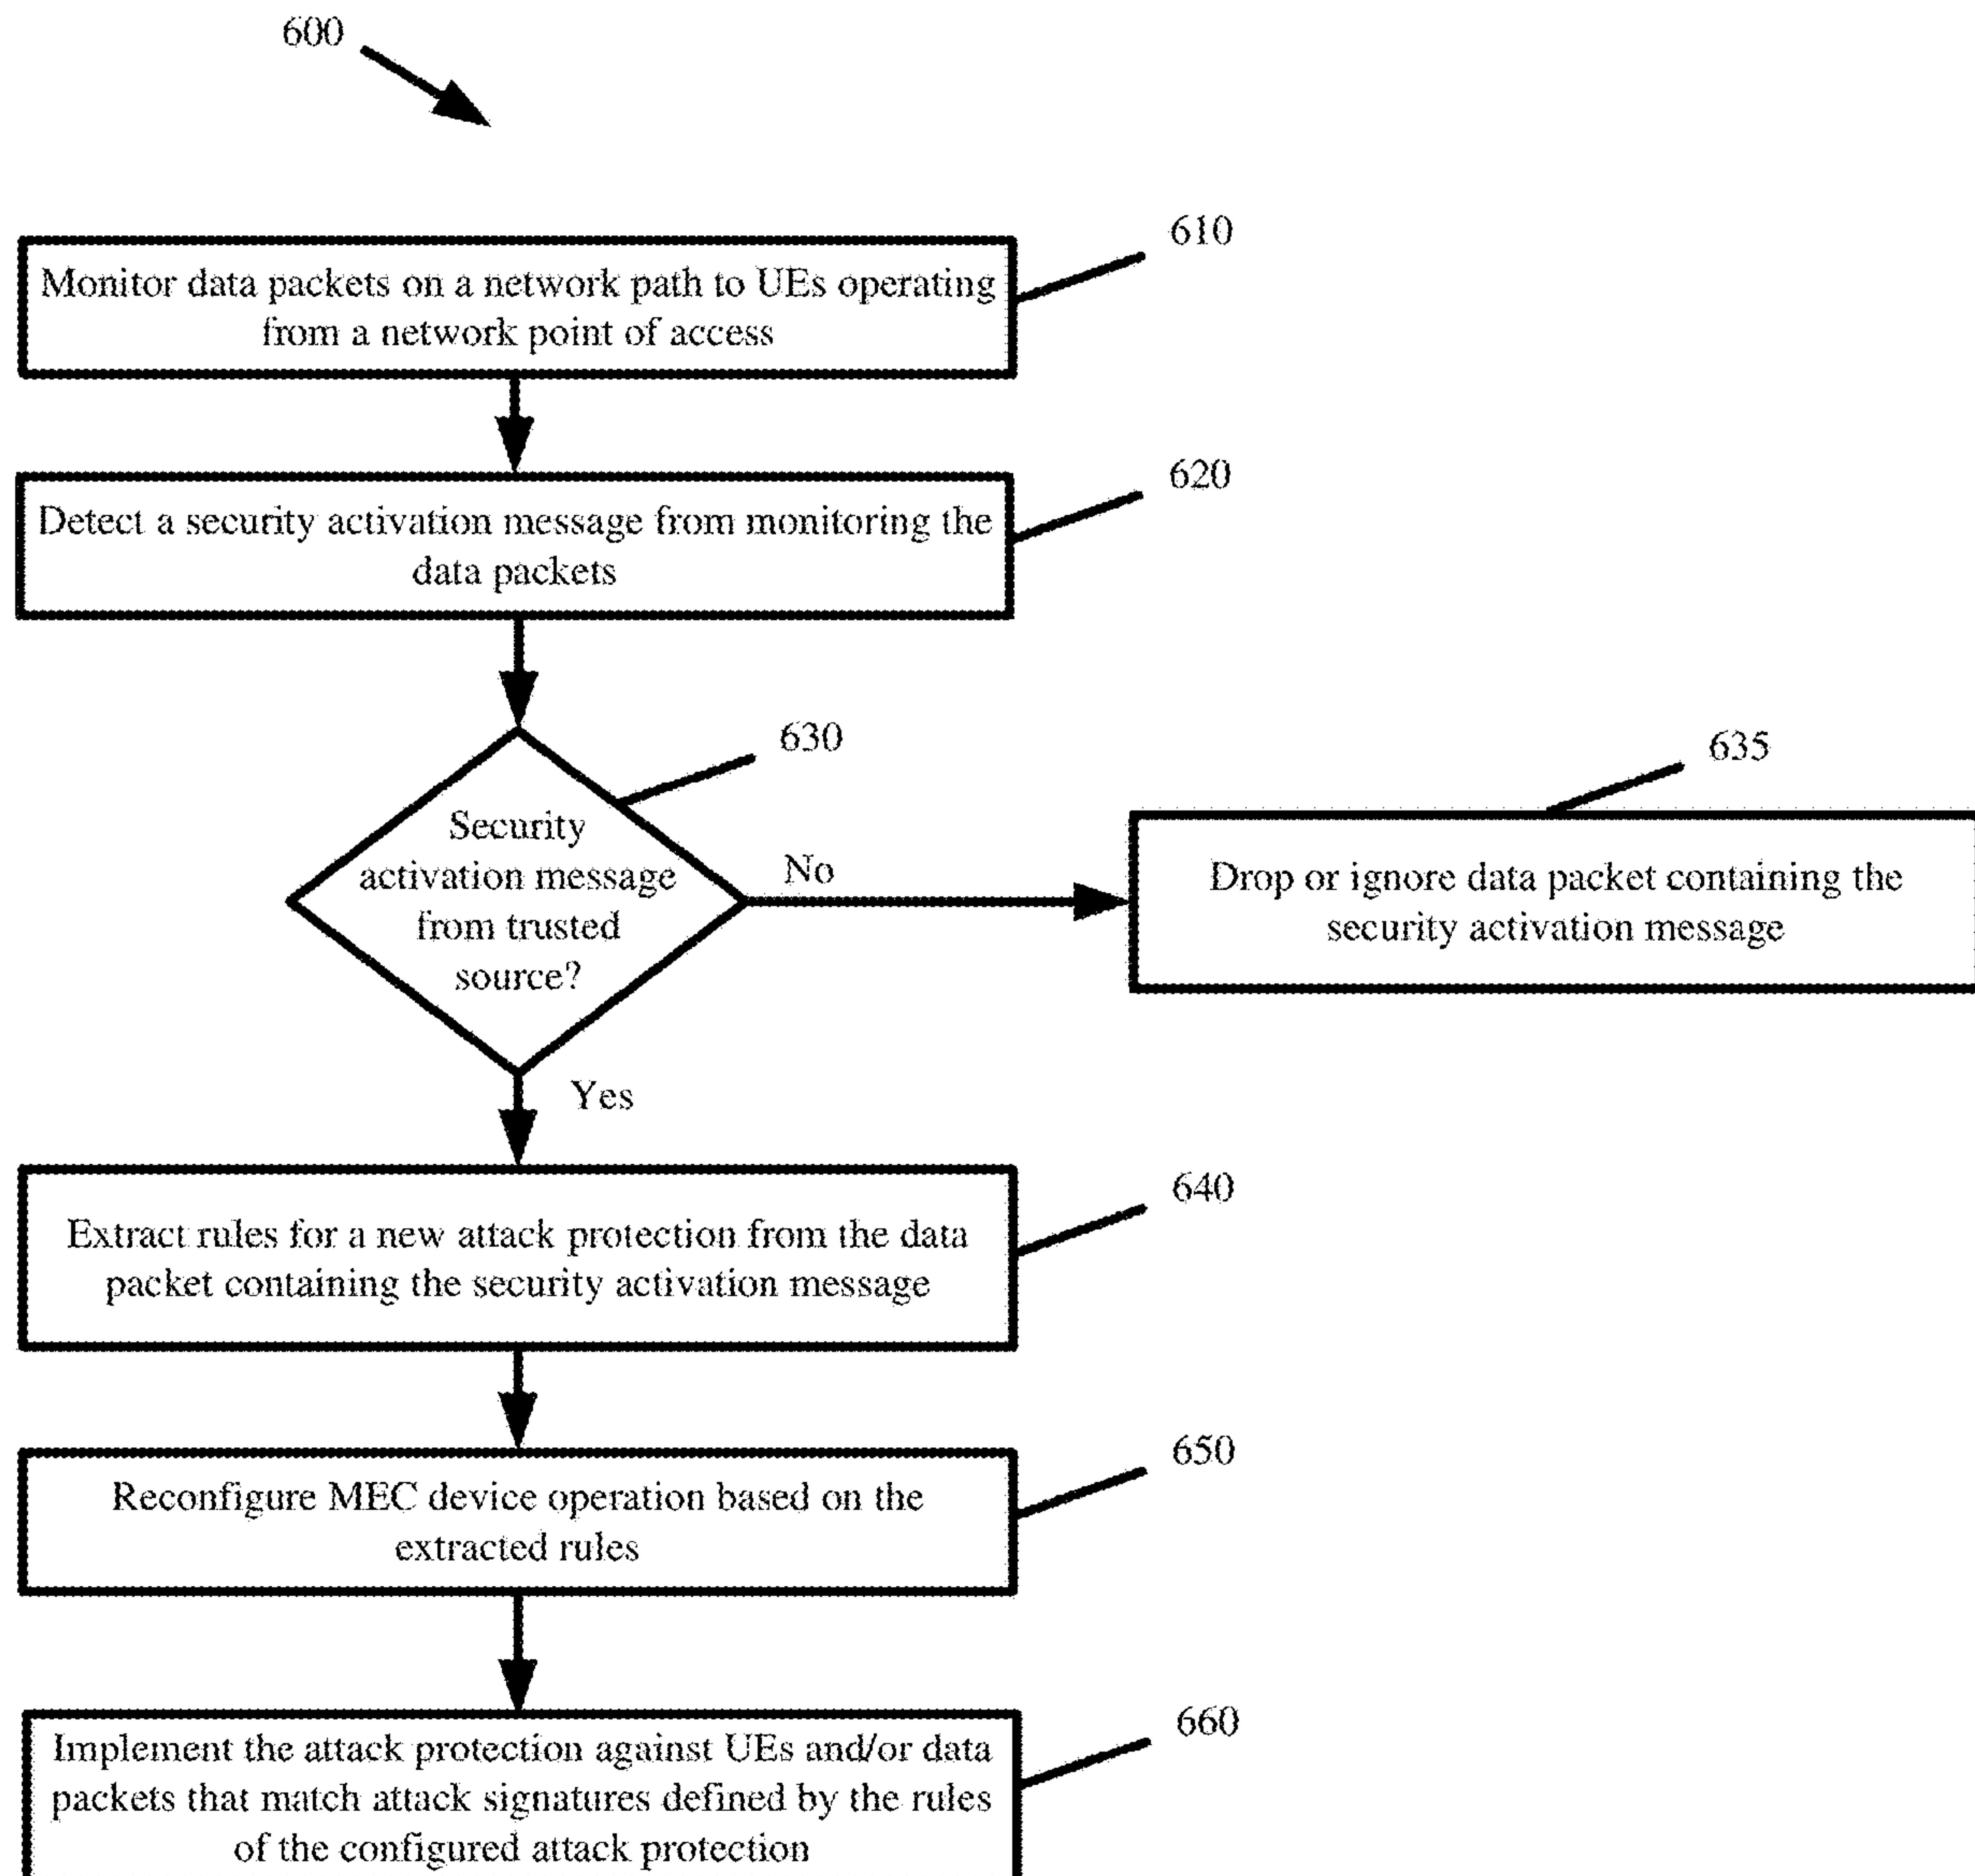 600
610
Monitor data packets on a network path to UEs operating
from a network point of access
620
Detect a security activation message from monitoring the
data packets
630
635
Security
activation message
from trusted
source?
No
Drop or ignore data packet containing the
security activation message
Yes
640
Extract rules for a new attack protection from the data
packet containing the security activation message
650
Reconfigure MEC device operation based on the
extracted rules
660
Implement the attack protection against UEs and/or data
packets that match attack signatures defined by the rules
of the configured attack protection